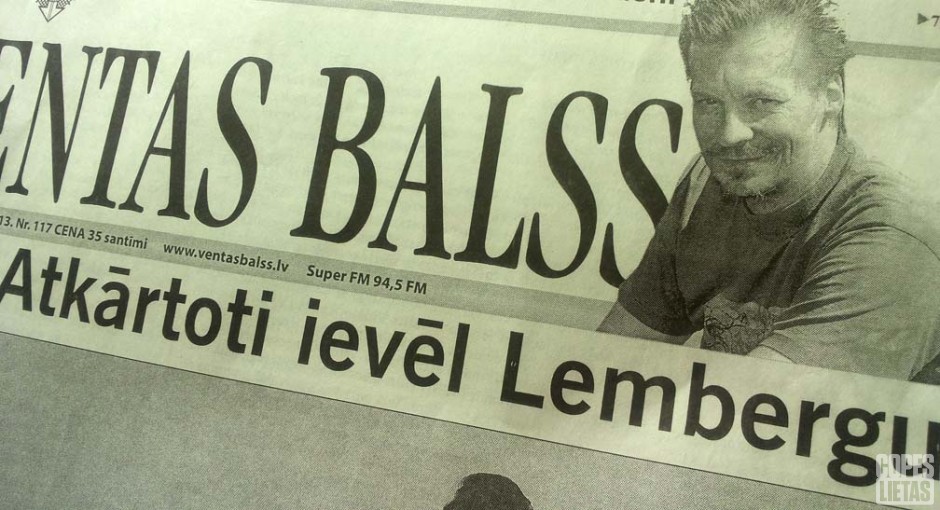 ENTAS BALSS
13. Nr. 117 CENA 35 santīmi www.ventasbalss.lv Super FM 94,5 FM
Atkārtoti ievēl Lembergu
▶7
COPES
LIETAS